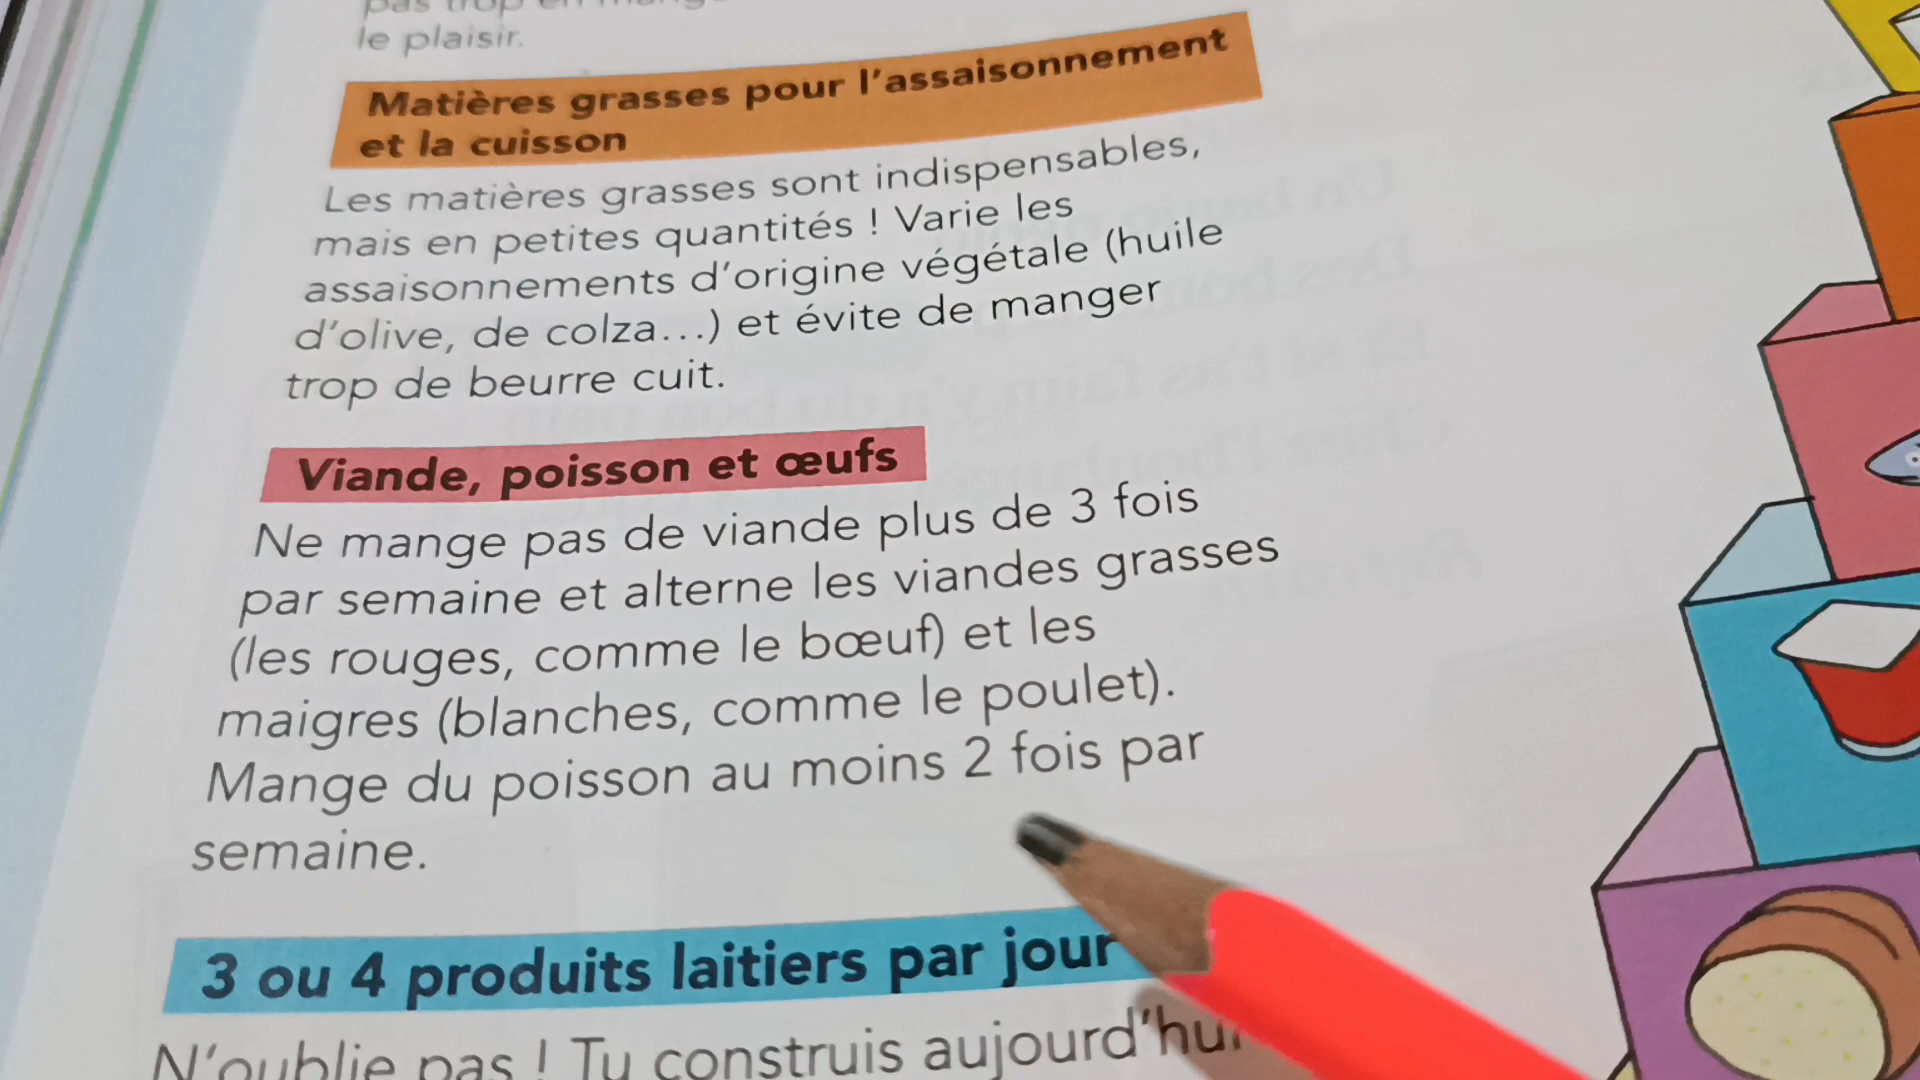 pas trop en
le plaisir.
Matières grasses pour l'assaisonnement
et la cuisson
Les matières grasses sont indispensables,
mais en petites quantités ! Varie les
assaisonnements d'origine végétale (huile
d'olive, de colza...) et évite de manger
trop de beurre cuit.
Viande, poisson et œufs
Ne mange pas de viande plus de 3 fois
par semaine et alterne les viandes grasses
(les rouges, comme le bœuf) et les
maigres (blanches, comme le poulet).
Mange du poisson au moins 2 fois par
semaine.
3 ou 4 produits laitiers par jour
N'oublie pas ! Tu construis aujourd'hui